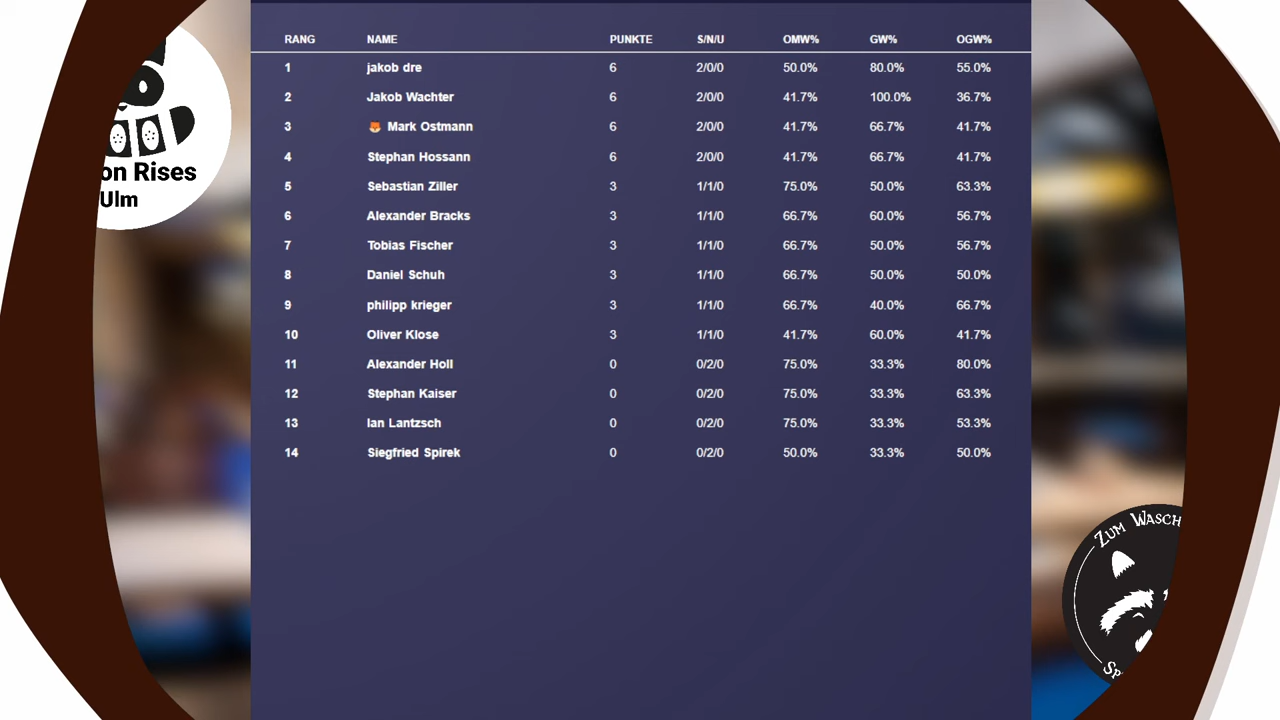 RANG NAME PUNKTE S/N/U OMW% GW% OGW%
1 jakob dre 6 2/0/0 50.0% 80.0% 55.0%
2 Jakob Wachter 6 2/0/0 41.7% 100.0% 36.7%
3 Mark Ostmann 6 2/0/0 41.7% 66.7% 41.7%
4 Stephan Hossann 6 2/0/0 41.7% 66.7% 41.7%
5 Sebastian Ziller 3 1/1/0 75.0% 50.0% 63.3%
6 Alexander Bracks 3 1/1/0 66.7% 60.0% 56.7%
7 Tobias Fischer 3 1/1/0 66.7% 50.0% 56.7%
8 Daniel Schuh 3 1/1/0 66.7% 50.0% 50.0%
9 philipp krieger 3 1/1/0 66.7% 40.0% 66.7%
10 Oliver Klose 3 1/1/0 41.7% 60.0% 41.7%
11 Alexander Holl 0 0/2/0 75.0% 33.3% 80.0%
12 Stephan Kaiser 0 0/2/0 75.0% 33.3% 63.3%
13 Ian Lantzsch 0 0/2/0 75.0% 33.3% 53.3%
14 Siegfried Spirek 0 0/2/0 50.0% 33.3% 50.0%
on Rises
Ulm
ZUM WASCH
SP